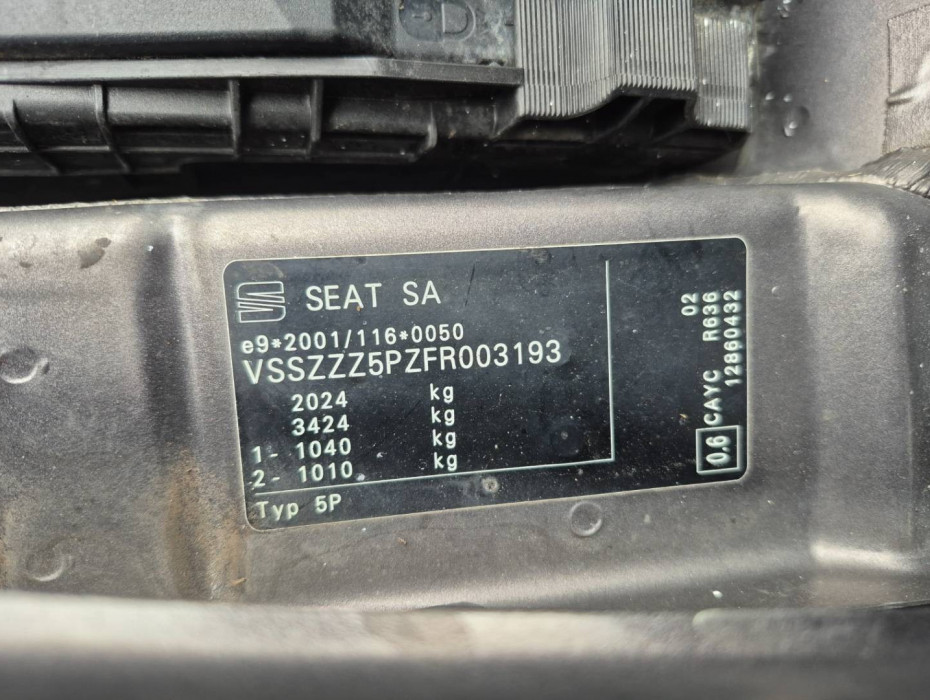 SEAT SA
e9*2001/116*0050
VSSZZZ5PZFR003193
2024 kg
3424 kg
1- 1040 kg
2- 1010 kg
Typ 5P
02
CAYC R636
12860432
0.6